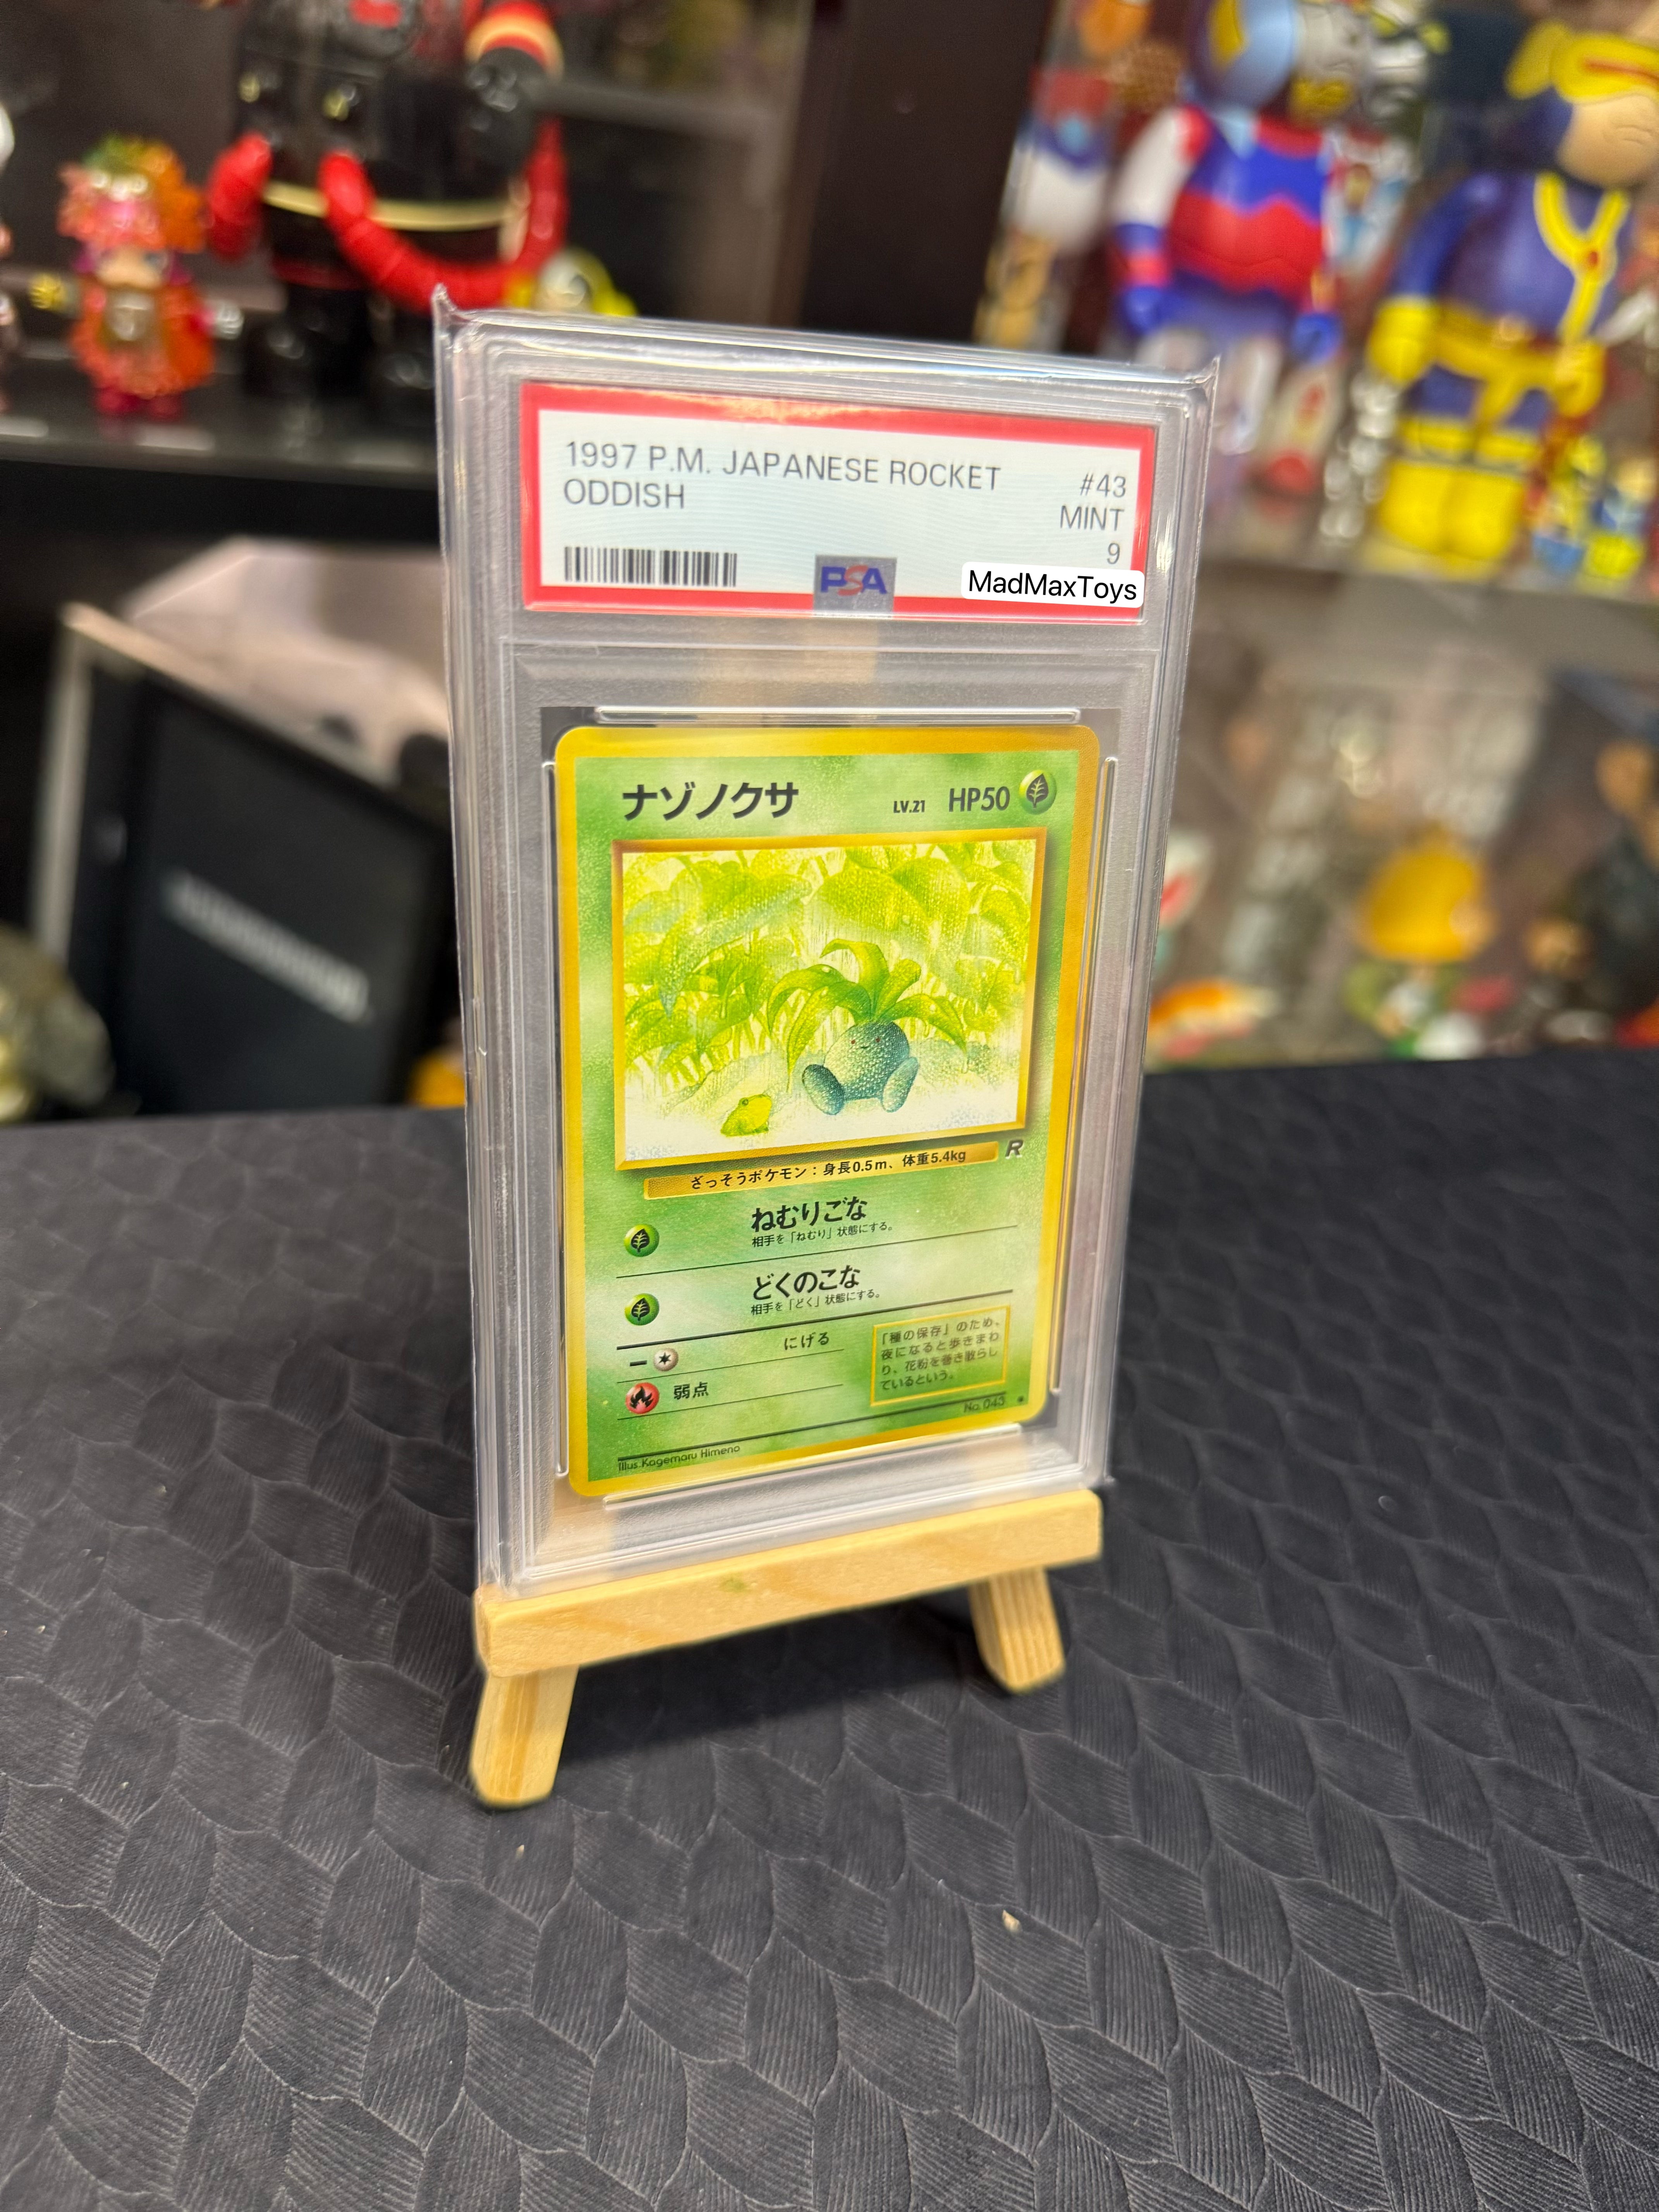 1997 P.M. JAPANESE ROCKET
ODDISH
#43
MINT
9
PSA
MadMaxToys
ナゾノクサ LV.21 HP50
ざっそうポケモン：身長0.5m、体重5.4kg
R
ねむりごな
相手を「ねむり」状態にする。
どくのこな
相手を「どく」状態にする。
にげる
弱点
「種の保存」のため、
夜になると歩きまわ
り、花粉を巻き散らし
ているという。
No.043
Illus.Kagemaru Himeno